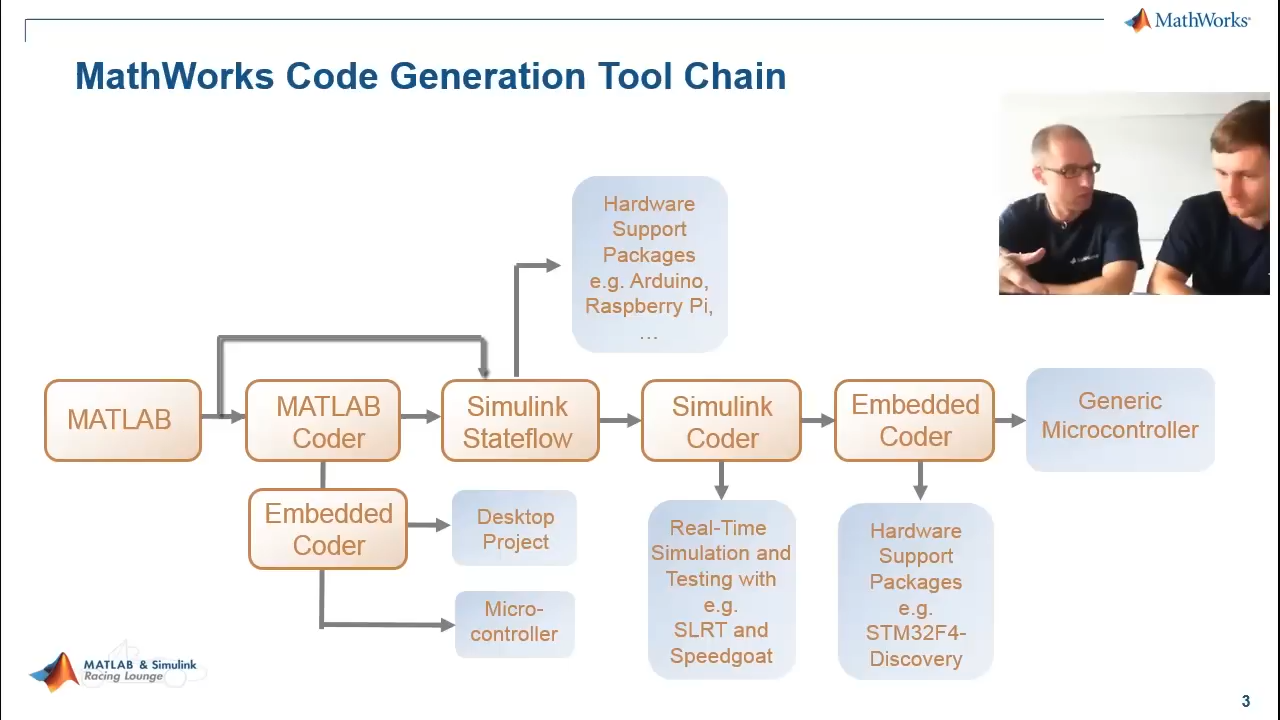 MathWorks®
MathWorks Code Generation Tool Chain
Hardware
Support
Packages
e.g. Arduino,
Raspberry Pi,
...
MATLAB
MATLAB
Coder
Simulink
Stateflow
Simulink
Coder
Embedded
Coder
Generic
Microcontroller
Embedded
Coder
Desktop
Project
Micro-
controller
Real-Time
Simulation and
Testing with
e.g.
SLRT and
Speedgoat
Hardware
Support
Packages
e.g.
STM32F4-
Discovery
MATLAB & Simulink
Racing Lounge
3